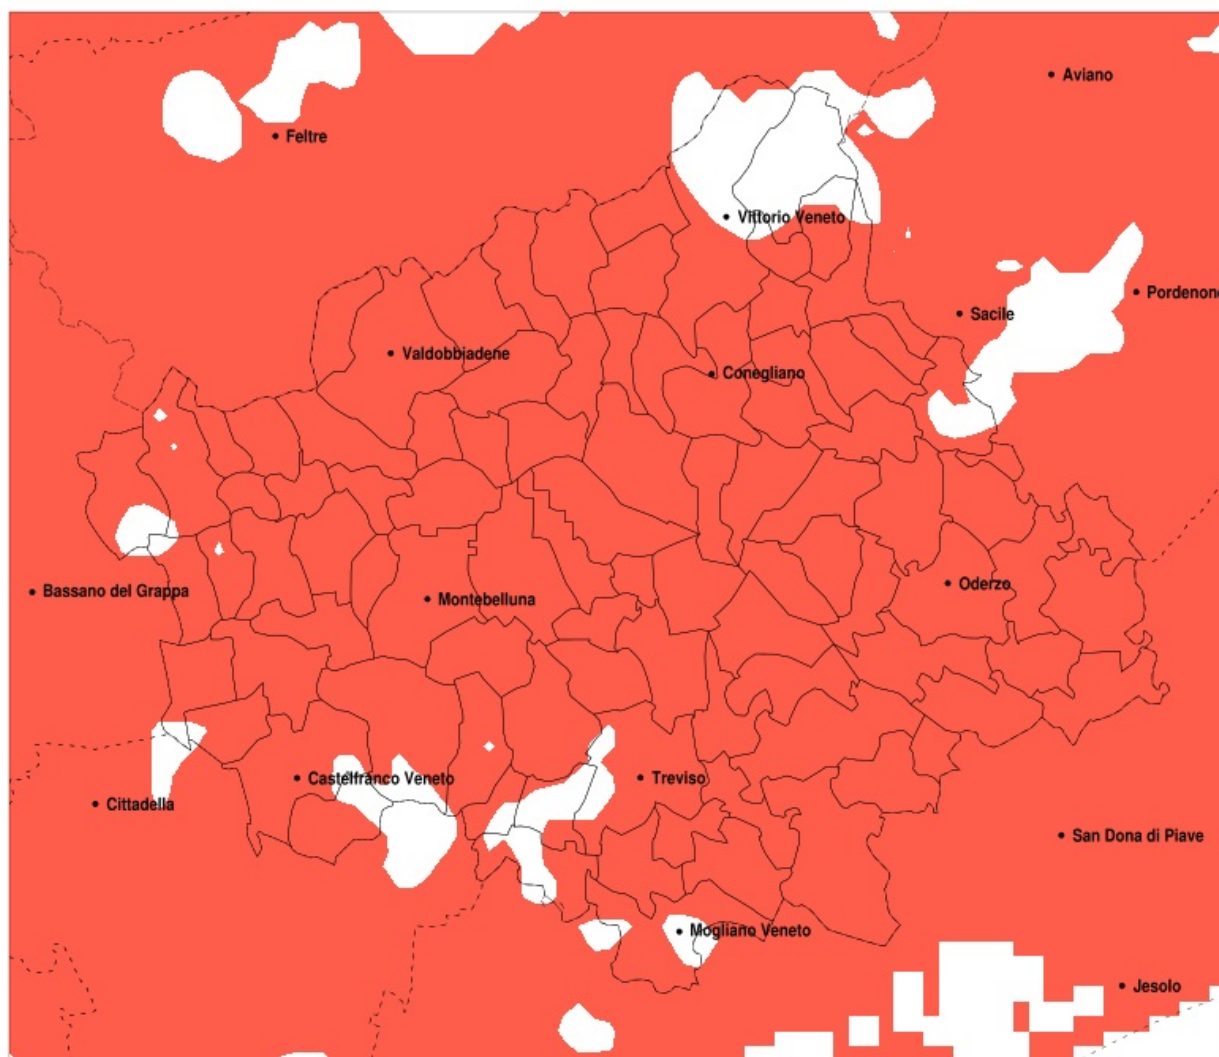 Aviano
Feltre
Vittorio Veneto
Pordenone
Sacile
Valdobbiadene
Conegliano
Oderzo
Bassano del Grappa
Montebelluna
Castelfranco Veneto
Treviso
Cittadella
San Dona di Piave
Mogliano Veneto
Jesolo